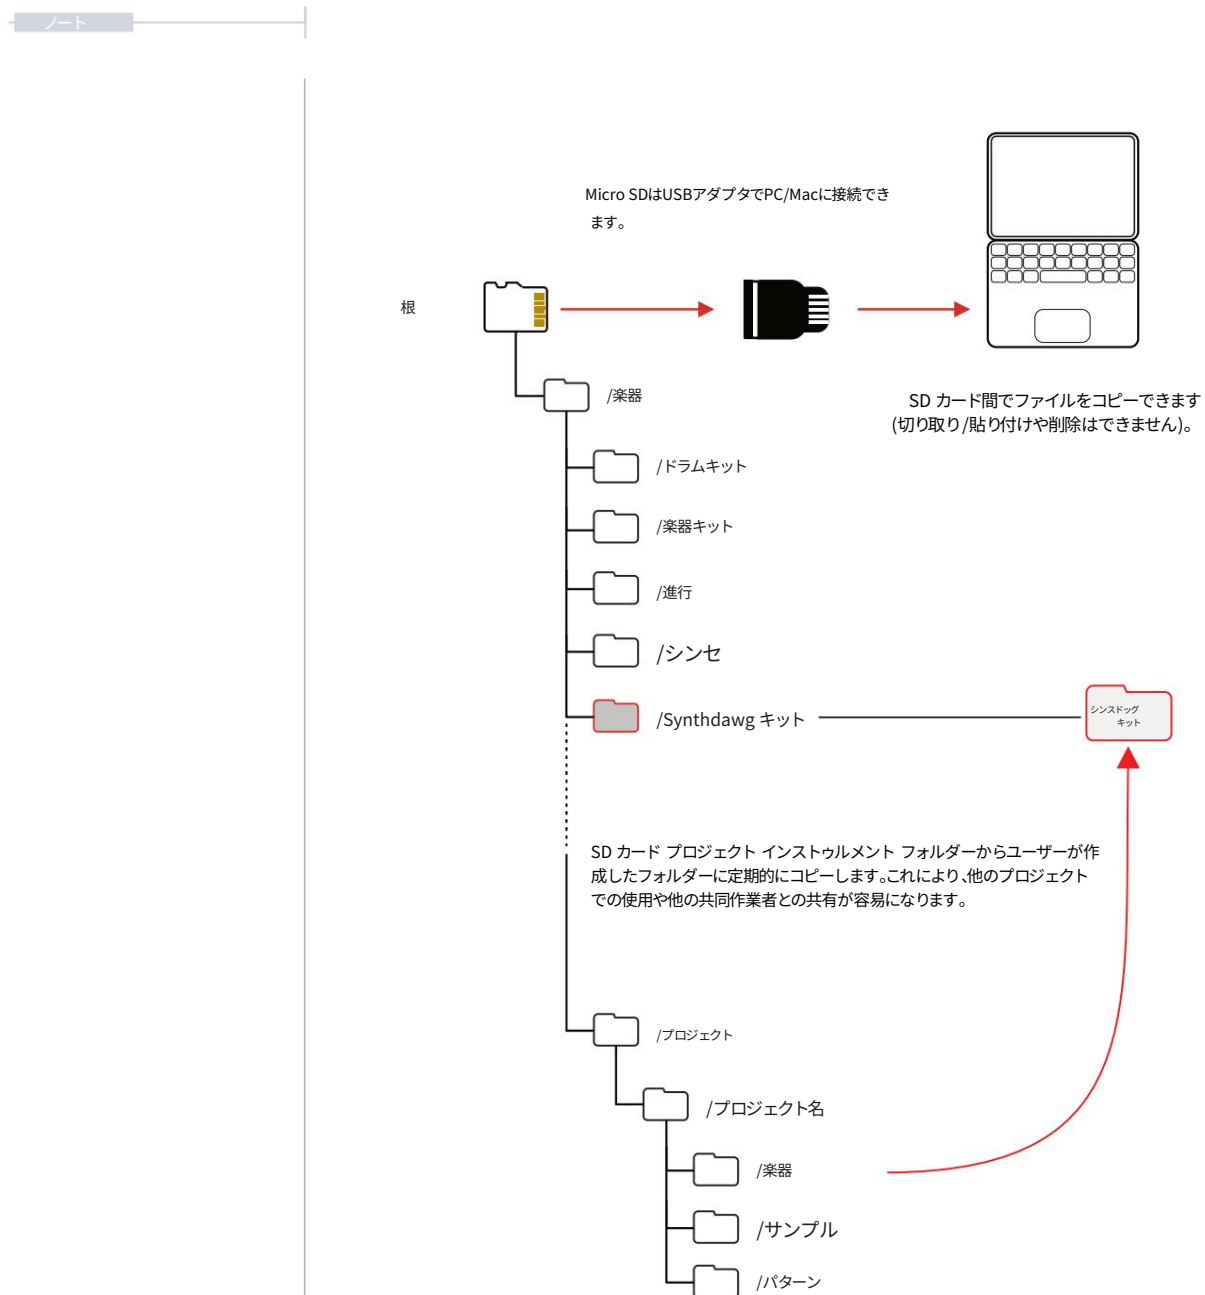 ノート
Micro SDはUSBアダプタでPC/Macに接続でき
ます。
根
/楽器
SD カード間でファイルをコピーできます
(切り取り/貼り付けや削除はできません)。
/ドラムキット
/楽器キット
/進行
/シンセ
/Synthdawg キット
シンスドッグ
キット
SD カード プロジェクト インストゥルメント フォルダーからユーザーが作
成したフォルダーに定期的にコピーします。これにより、他のプロジェクト
での使用や他の共同作業者との共有が容易になります。
/プロジェクト
/プロジェクト名
/楽器
/サンプル
/パターン